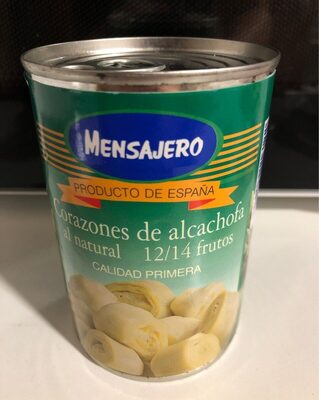 MENSAJERO
PRODUCTO DE ESPAÑA
Corazones de alcachofa
al natural 12/14 frutos
CALIDAD PRIMERA